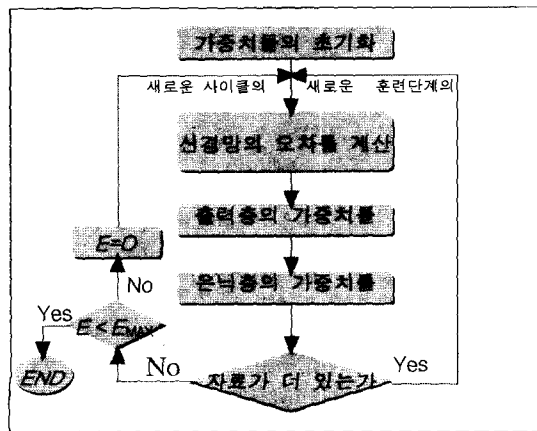 가중치들의 초기화
새로운 사이클의 새로운 훈련단계의
신경망의 오차를 계산
출력층의 가중치를
E=0
은닉층의 가중치를
No
Yes
E < EMAX
END
No
자료가 더 있는가
Yes